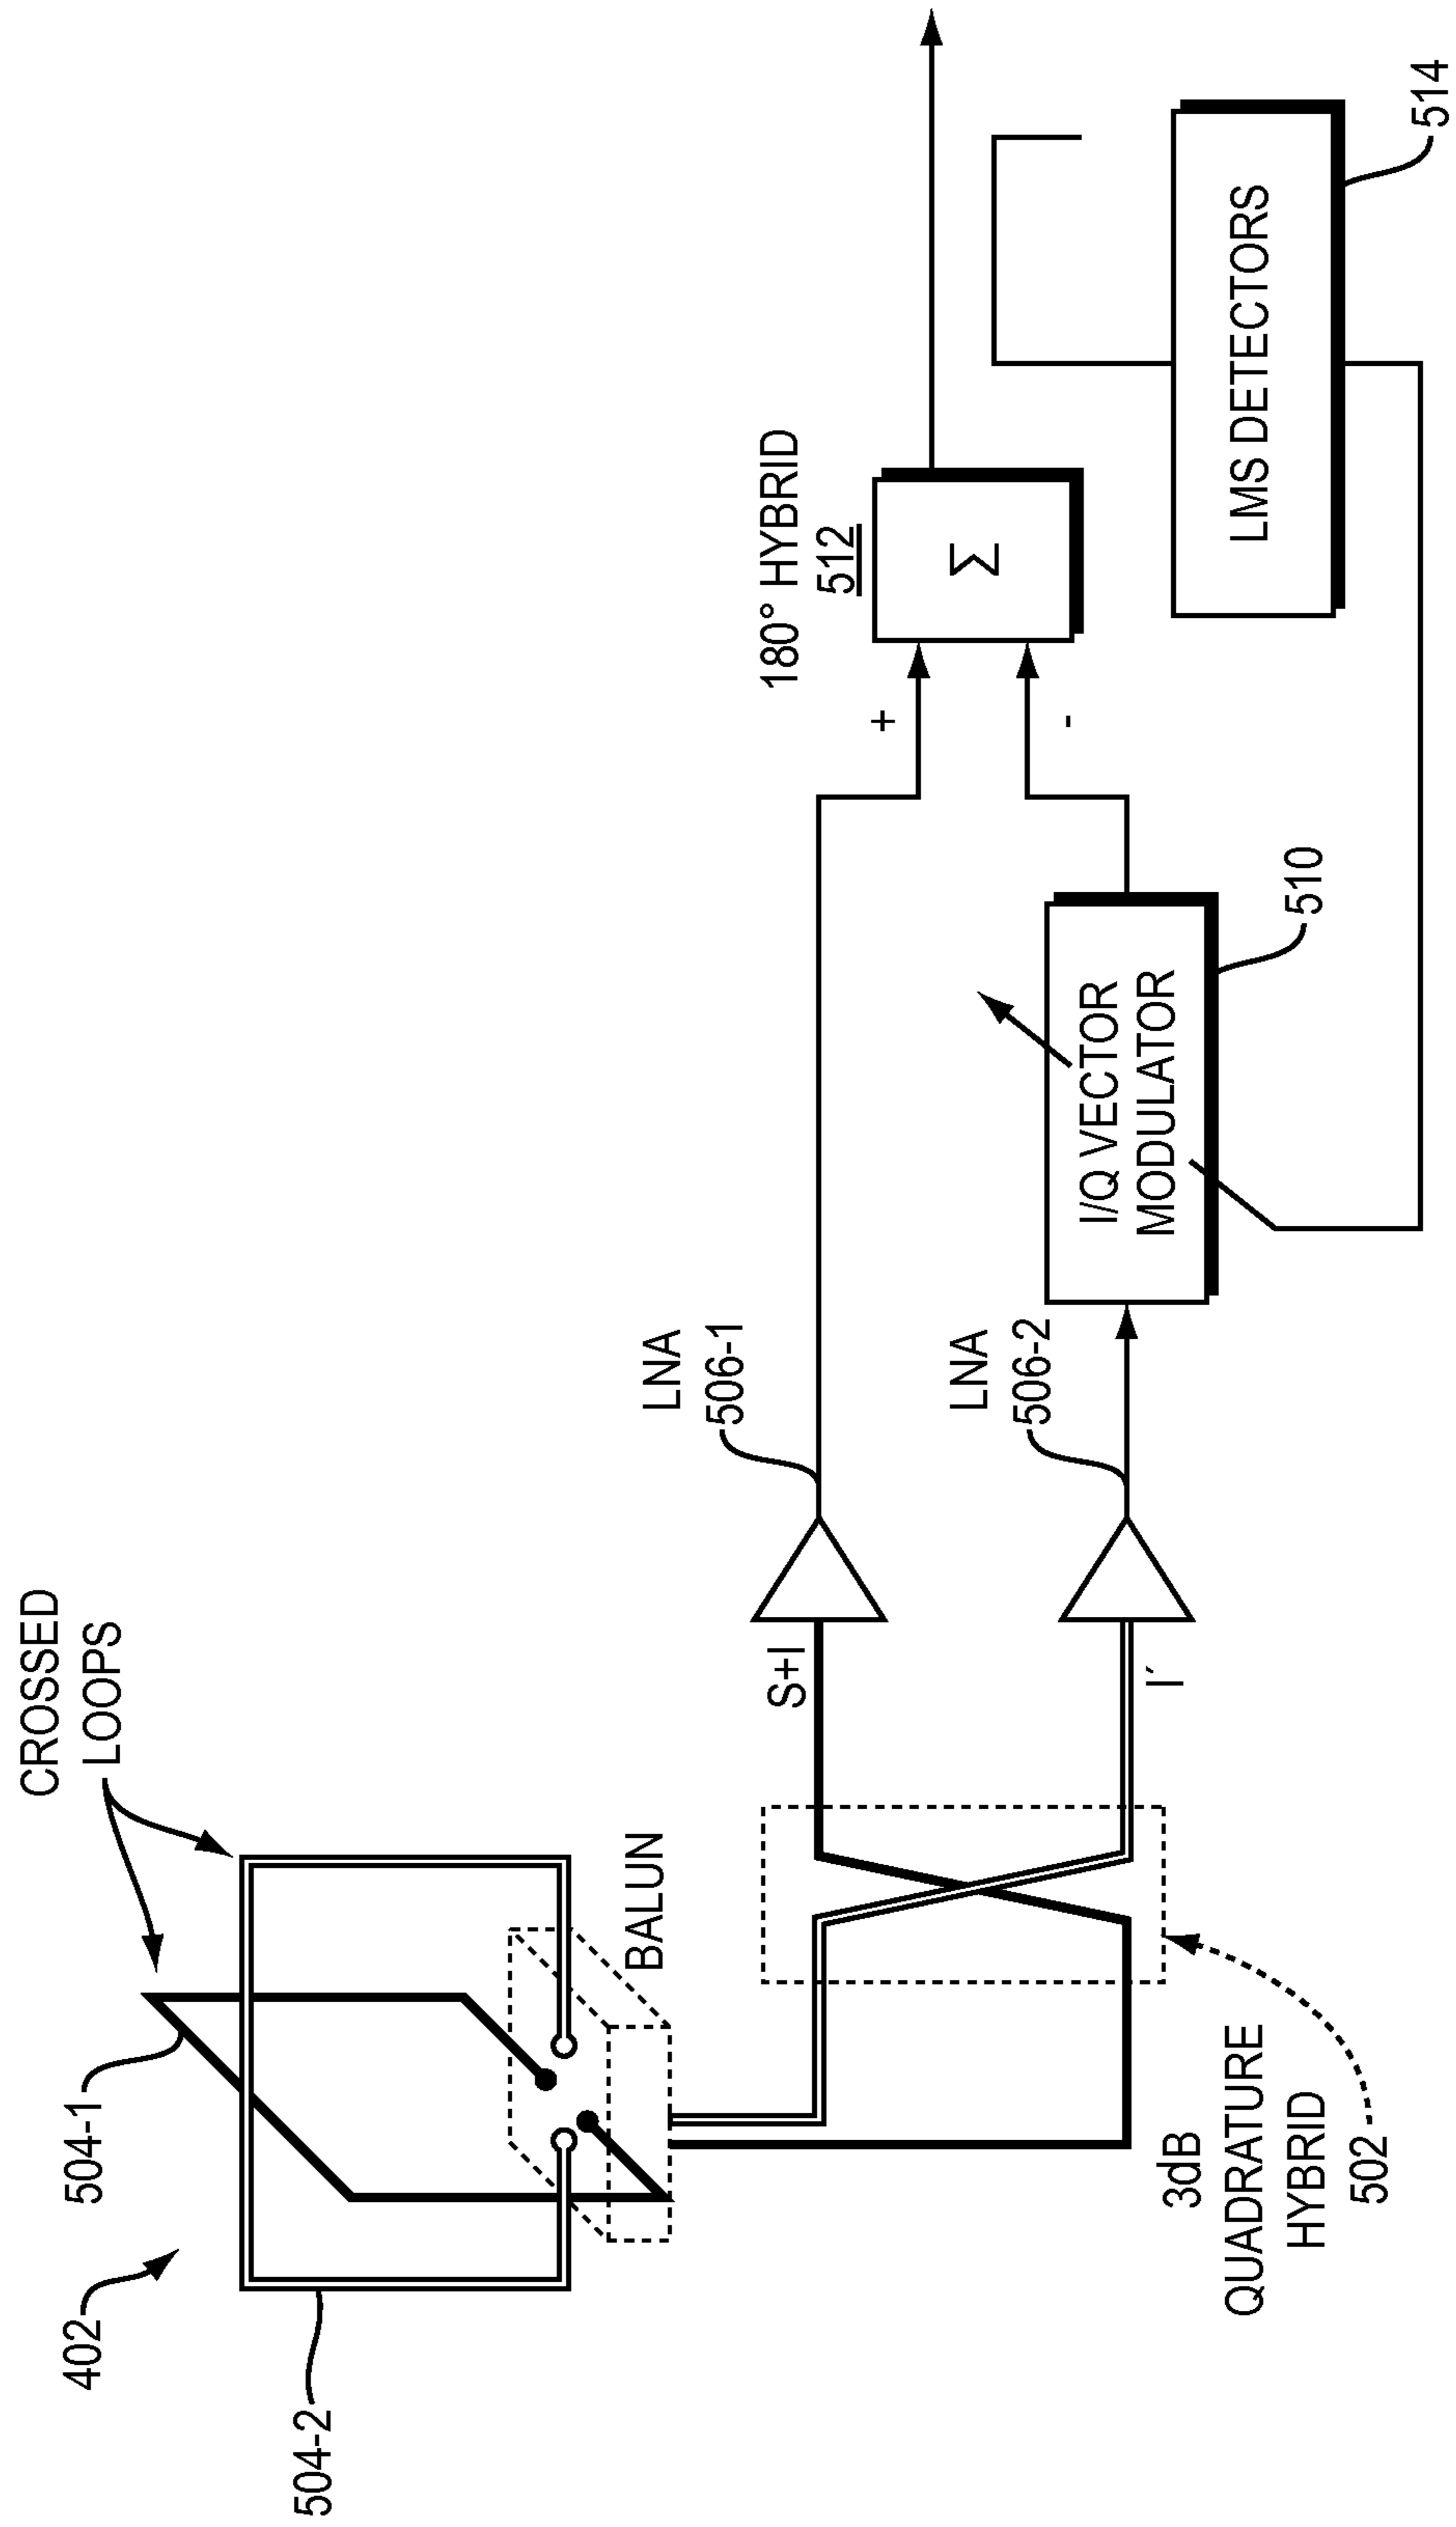 402
504-1
504-2
CROSSED
LOOPS
BALUN
3dB
QUADRATURE
HYBRID
502
S+I
I´
LNA
506-1
LNA
506-2
I/Q VECTOR
MODULATOR
510
+
-
180° HYBRID
512
Σ
LMS DETECTORS
514